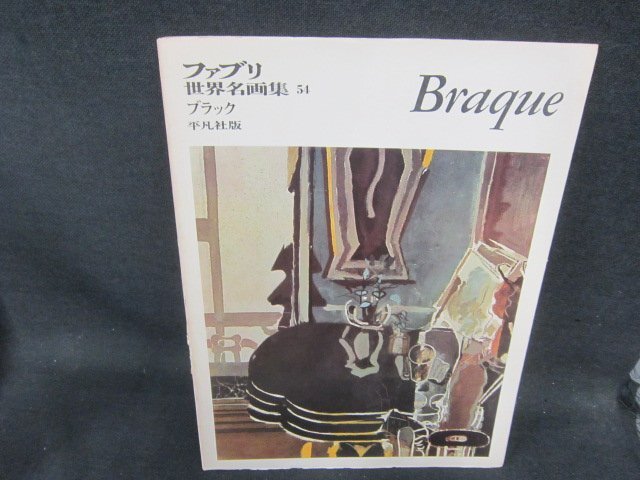 ファブリ
世界名画集 54
ブラック
平凡社版
Braque